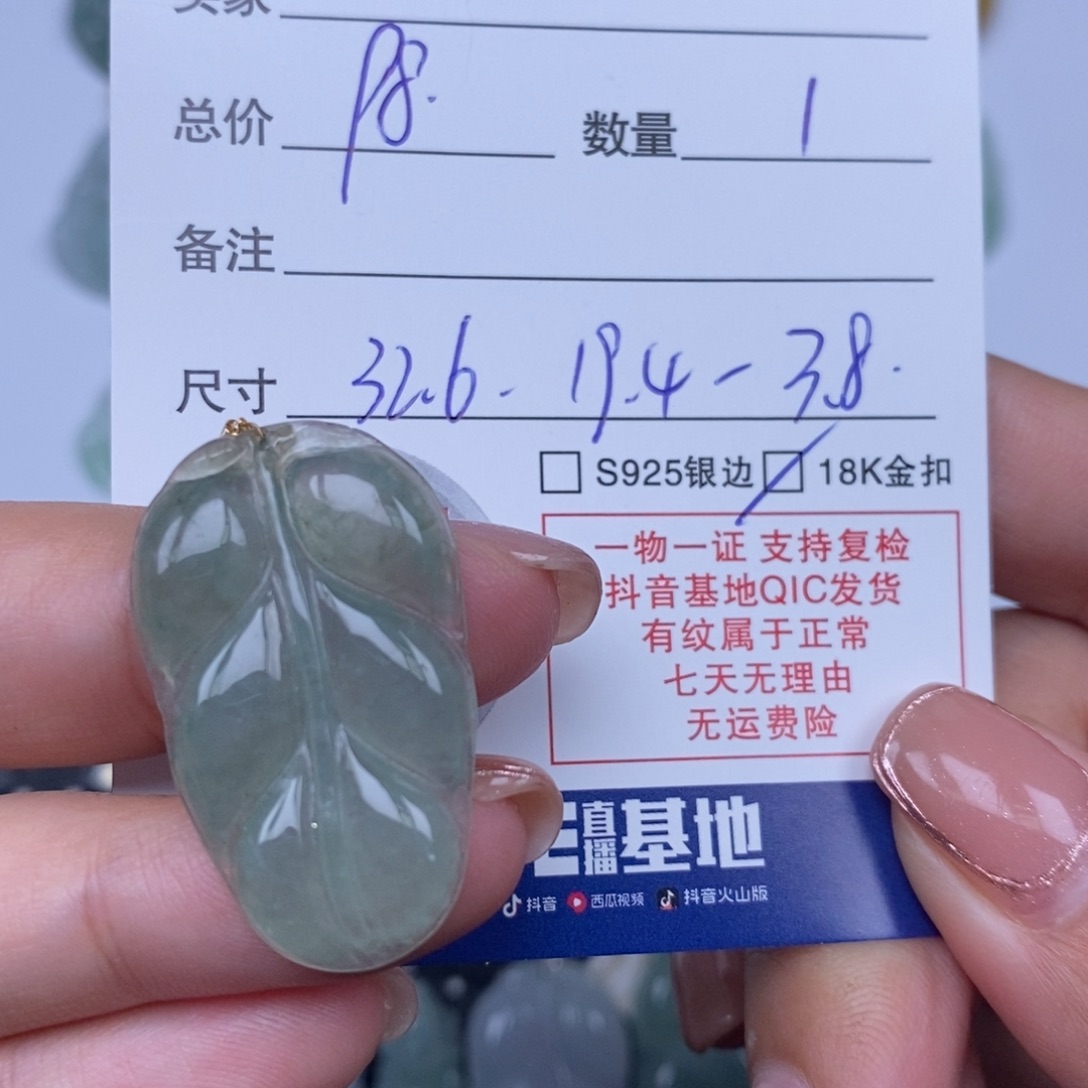 买家
总价 数量 1
备注
尺寸 32.6 - 19.4 - 3.8.
S925银边 18K金扣
一物一证 支持复检
抖音基地QIC发货
有纹属于正常
七天无理由
无运费险
直播基地
抖音 西瓜视频 抖音火山版